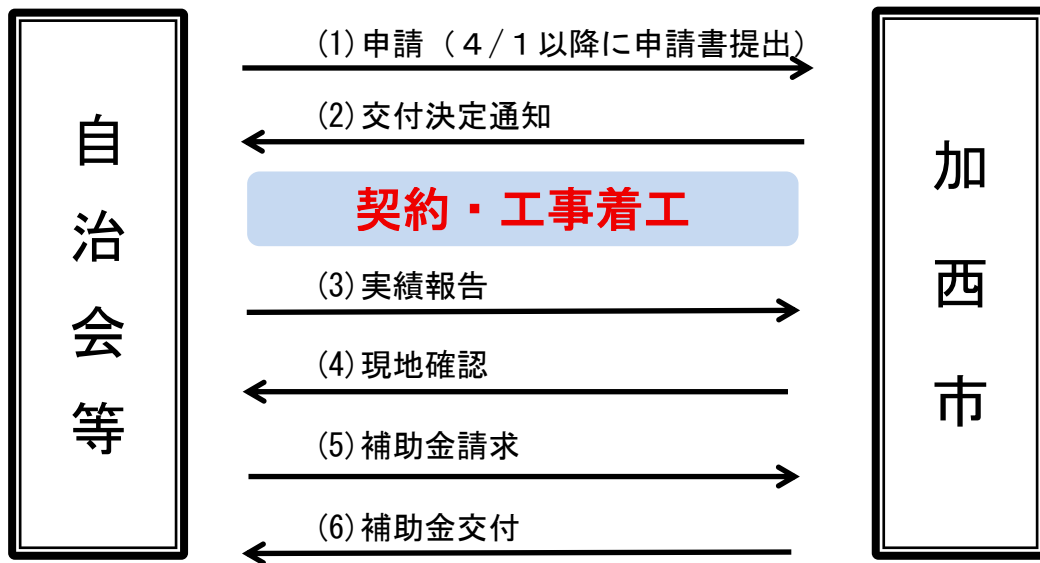 自治会等
(1)申請（４/１以降に申請書提出）
(2)交付決定通知
契約・工事着工
(3)実績報告
(4)現地確認
(5)補助金請求
(6)補助金交付
加西市